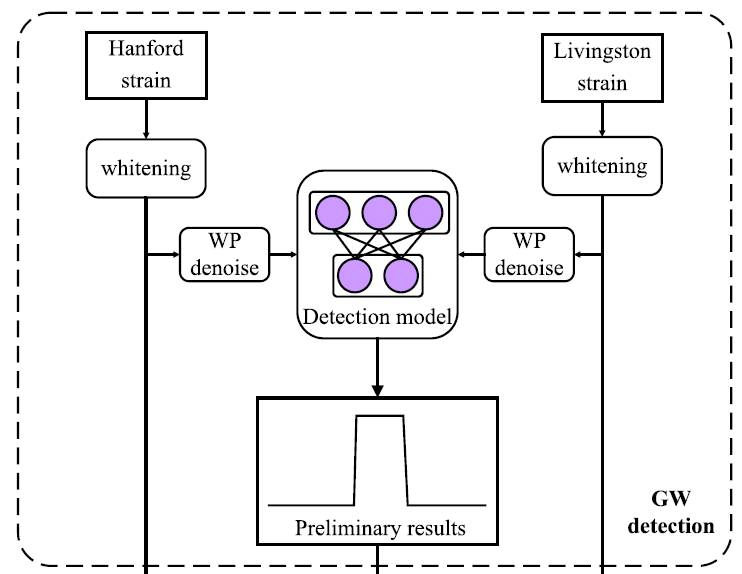 Hanford
strain
Livingston
strain
whitening
whitening
WP
denoise
WP
denoise
Detection model
Preliminary results
GW
detection